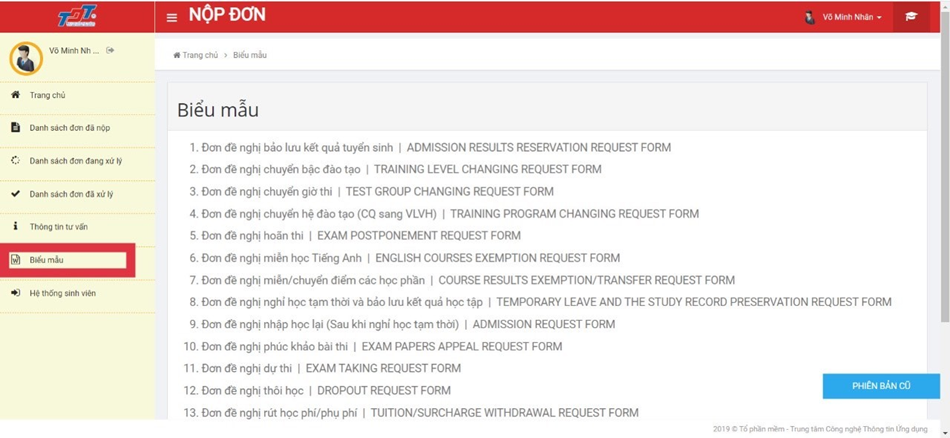 TDT
NỘP ĐƠN
Võ Minh Nhân
Võ Minh Nh ...
Trang chủ
Danh sách đơn đã nộp
Danh sách đơn đang xử lý
Danh sách đơn đã xử lý
Thông tin tư vấn
Biểu mẫu
Hệ thống sinh viên
Trang chủ > Biểu mẫu
Biểu mẫu
1. Đơn đề nghị bảo lưu kết quả tuyển sinh | ADMISSION RESULTS RESERVATION REQUEST FORM
2. Đơn đề nghị chuyển bậc đào tạo | TRAINING LEVEL CHANGING REQUEST FORM
3. Đơn đề nghị chuyển giờ thi | TEST GROUP CHANGING REQUEST FORM
4. Đơn đề nghị chuyển hệ đào tạo (CQ sang VLVH) | TRAINING PROGRAM CHANGING REQUEST FORM
5. Đơn đề nghị hoãn thi | EXAM POSTPONEMENT REQUEST FORM
6. Đơn đề nghị miễn học Tiếng Anh | ENGLISH COURSES EXEMPTION REQUEST FORM
7. Đơn đề nghị miễn/chuyển điểm các học phần | COURSE RESULTS EXEMPTION/TRANSFER REQUEST FORM
8. Đơn đề nghị nghỉ học tạm thời và bảo lưu kết quả học tập | TEMPORARY LEAVE AND THE STUDY RECORD PRESERVATION REQUEST FORM
9. Đơn đề nghị nhập học lại (Sau khi nghỉ học tạm thời) | ADMISSION REQUEST FORM
10. Đơn đề nghị phúc khảo bài thi | EXAM PAPERS APPEAL REQUEST FORM
11. Đơn đề nghị dự thi | EXAM TAKING REQUEST FORM
12. Đơn đề nghị thôi học | DROPOUT REQUEST FORM
13. Đơn đề nghị rút học phí/phụ phí | TUITION/SURCHARGE WITHDRAWAL REQUEST FORM
PHIÊN BẢN CŨ
2019 © Tổ phần mềm - Trung tâm Công nghệ Thông tin Ứng dụng